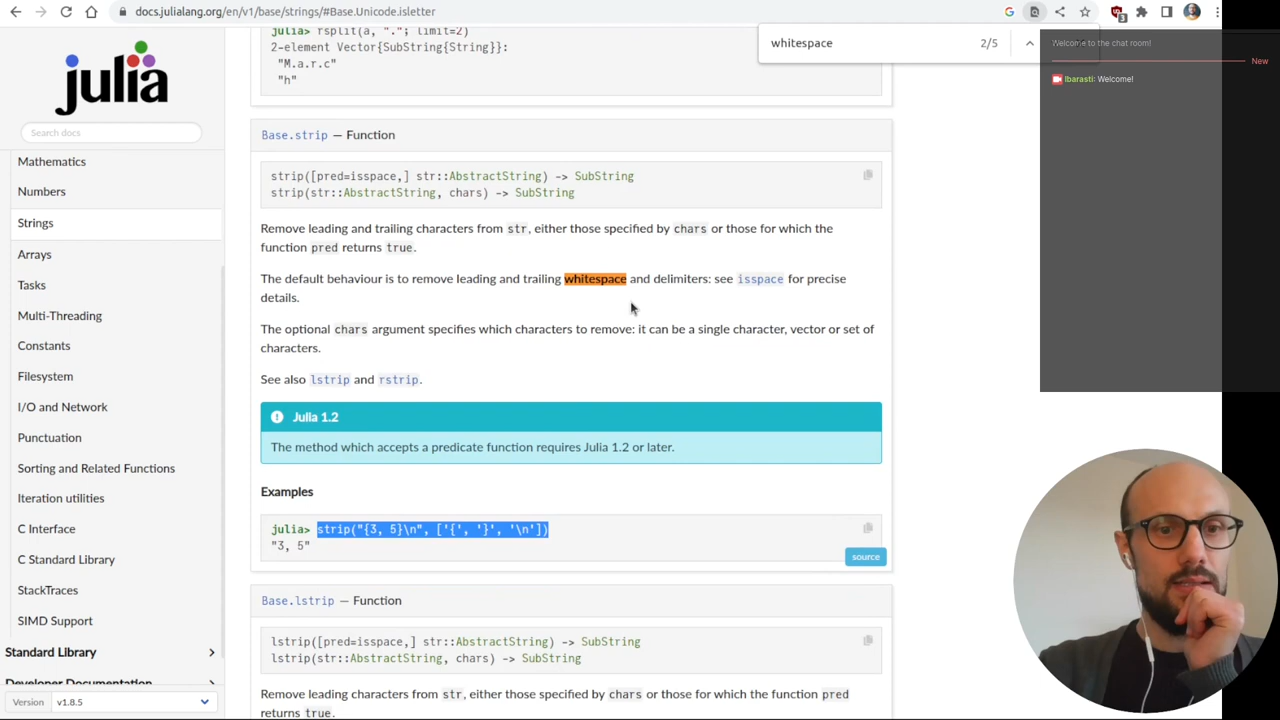 docs.julialang.org/en/v1/base/strings/#Base.Unicode.isletter
3
whitespace
2/5
Welcome to the chat room!
New
lbarasti: Welcome!
julia
Search docs
Mathematics
Numbers
Strings
Arrays
Tasks
Multi-Threading
Constants
Filesystem
I/O and Network
Punctuation
Sorting and Related Functions
Iteration utilities
C Interface
C Standard Library
StackTraces
SIMD Support
Standard Library
Developer Documentation
Version v1.8.5
julia> rsplit(a, "."; limit=2)
2-element Vector{SubString{String}}:
"M.a.r.c"
"h"
Base.strip — Function
strip([pred=isspace,] str::AbstractString) -> SubString
strip(str::AbstractString, chars) -> SubString
Remove leading and trailing characters from str, either those specified by chars or those for which the
function pred returns true.
The default behaviour is to remove leading and trailing whitespace and delimiters: see isspace for precise
details.
The optional chars argument specifies which characters to remove: it can be a single character, vector or set of
characters.
See also lstrip and rstrip.
Julia 1.2
The method which accepts a predicate function requires Julia 1.2 or later.
Examples
julia> strip("{3, 5}\n", ['{', '}', '\n'])
"3, 5"
source
Base.lstrip — Function
lstrip([pred=isspace,] str::AbstractString) -> SubString
lstrip(str::AbstractString, chars) -> SubString
Remove leading characters from str, either those specified by chars or those for which the function pred
returns true.